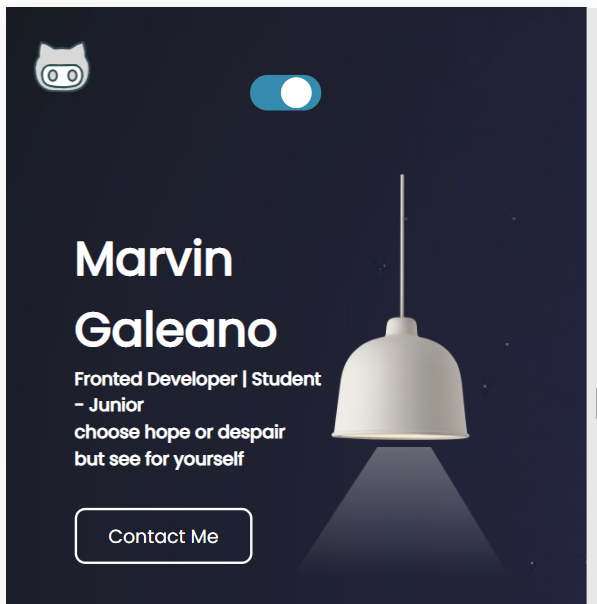 Marvin
Galeano
Fronted Developer | Student
- Junior
choose hope or despair
but see for yourself
Contact Me